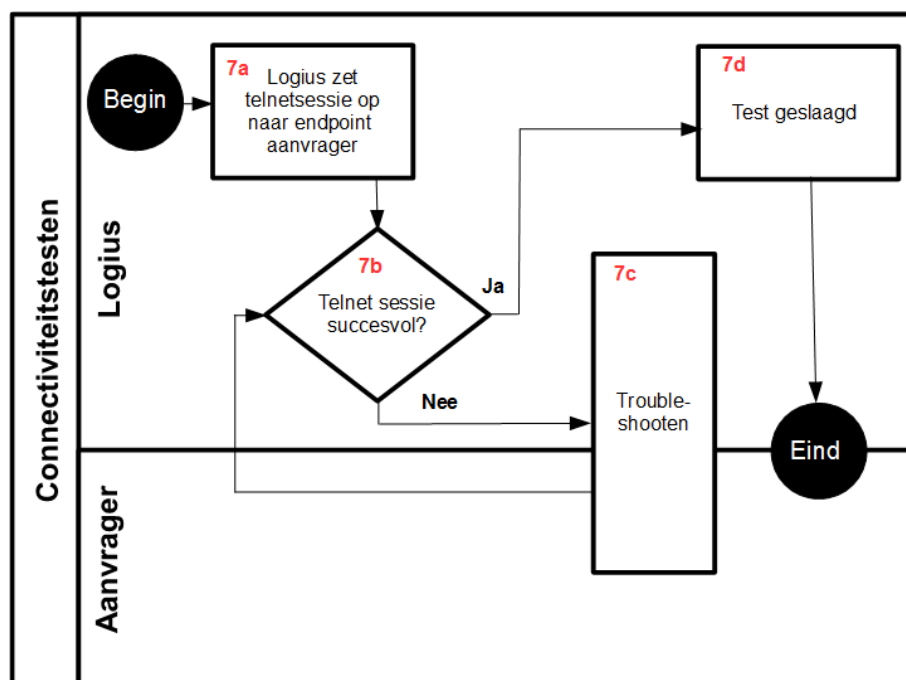 Connectiviteitstesten
Logius
Aanvrager
Begin
7a
Logius zet
telnetsessie op
naar endpoint
aanvrager
7b
Telnet sessie
succesvol?
Ja
Nee
7c
Trouble-
shooten
7d
Test geslaagd
Eind